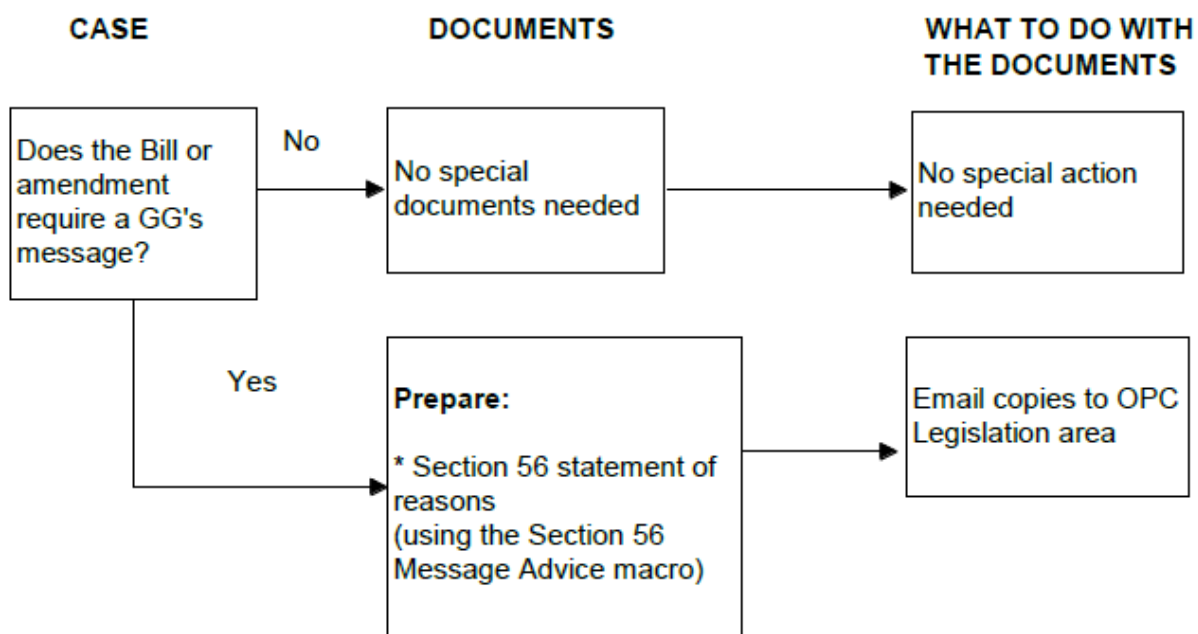 CASE
DOCUMENTS
WHAT TO DO WITH
THE DOCUMENTS
Does the Bill or
amendment
require a GG's
message?
No
No special
documents needed
No special action
needed
Yes
Prepare:
* Section 56 statement of
reasons
(using the Section 56
Message Advice macro)
Email copies to OPC
Legislation area